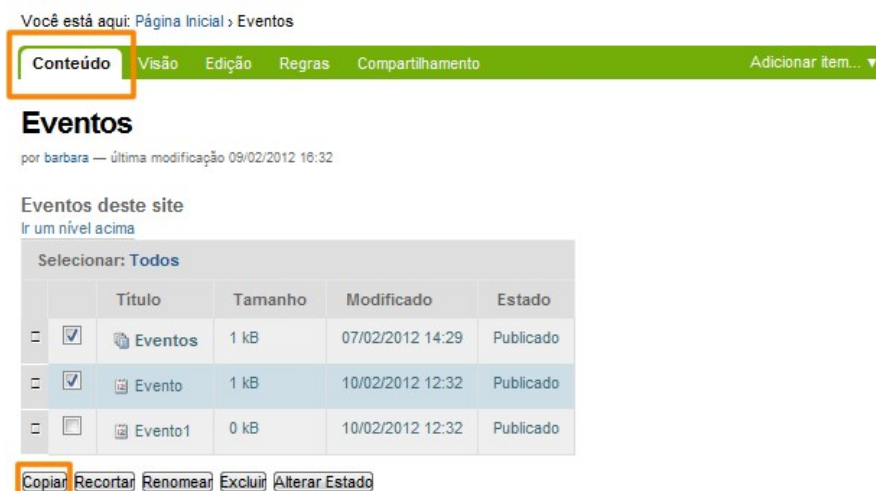 Você está aqui: Página Inicial › Eventos
Conteúdo Visão Edição Regras Compartilhamento Adicionar item... ▼
Eventos
por barbara — última modificação 09/02/2012 16:32
Eventos deste site
Ir um nível acima
Selecionar: Todos
Título Tamanho Modificado Estado
Eventos 1 kB 07/02/2012 14:29 Publicado
Evento 1 kB 10/02/2012 12:32 Publicado
Evento1 0 kB 10/02/2012 12:32 Publicado
Copiar Recortar Renomear Excluir Alterar Estado